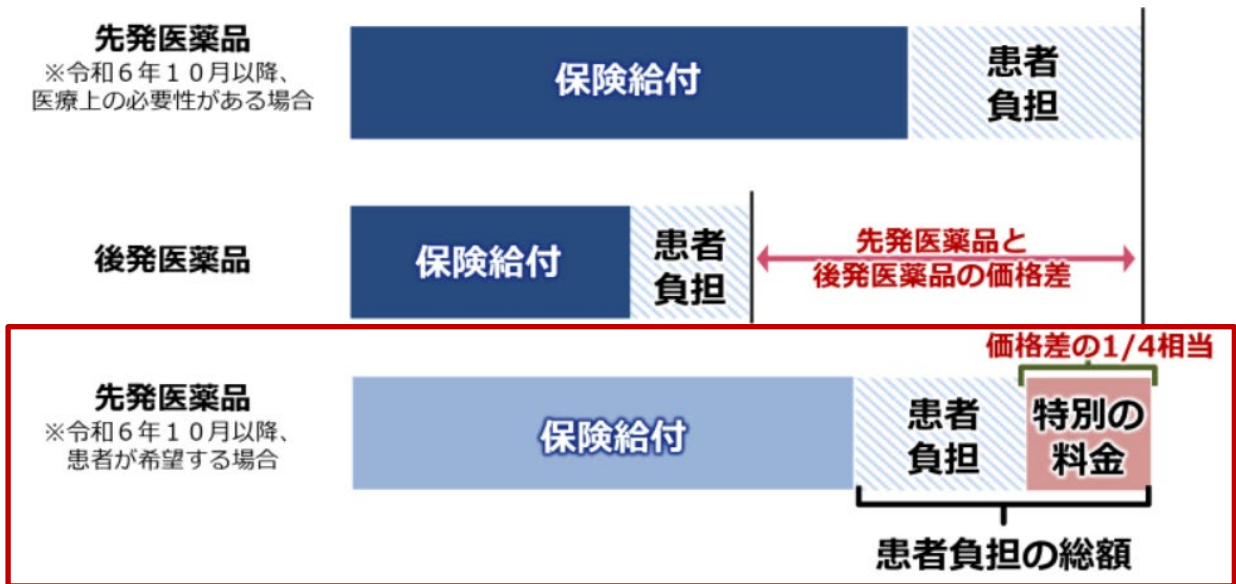 先発医薬品
※令和６年１０月以降、
医療上の必要性がある場合
保険給付
患者
負担
後発医薬品
保険給付
患者
負担
先発医薬品と
後発医薬品の価格差
価格差の1/4相当
先発医薬品
※令和６年１０月以降、
患者が希望する場合
保険給付
患者
負担
特別の
料金
患者負担の総額